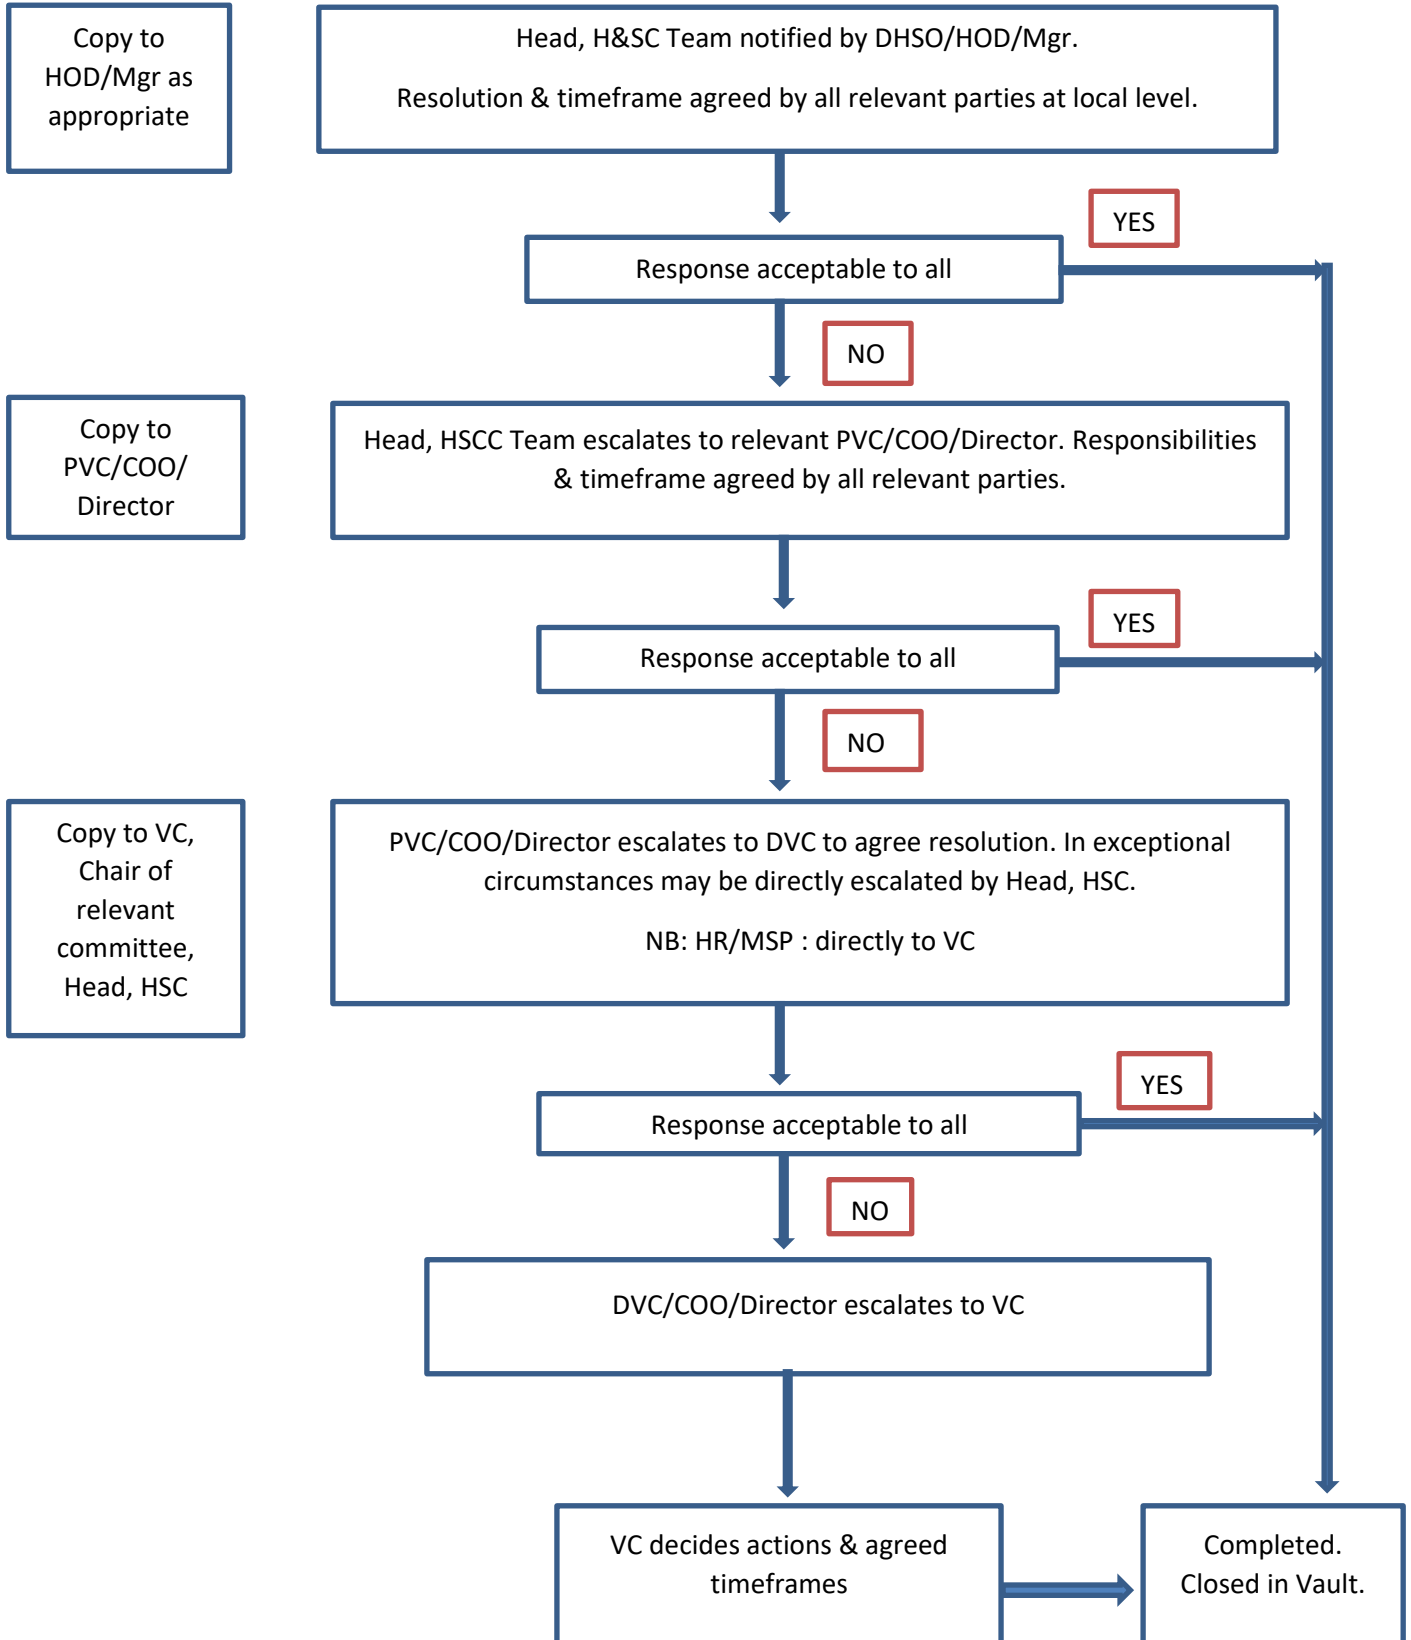 Copy to
HOD/Mgr as
appropriate
Head, H&SC Team notified by DHSO/HOD/Mgr.
Resolution & timeframe agreed by all relevant parties at local level.
YES
Response acceptable to all
NO
Copy to
PVC/COO/
Director
Head, HSCC Team escalates to relevant PVC/COO/Director. Responsibilities
& timeframe agreed by all relevant parties.
YES
Response acceptable to all
NO
Copy to VC,
Chair of
relevant
committee,
Head, HSC
PVC/COO/Director escalates to DVC to agree resolution. In exceptional
circumstances may be directly escalated by Head, HSC.
NB: HR/MSP : directly to VC
YES
Response acceptable to all
NO
DVC/COO/Director escalates to VC
VC decides actions & agreed
timeframes
Completed.
Closed in Vault.